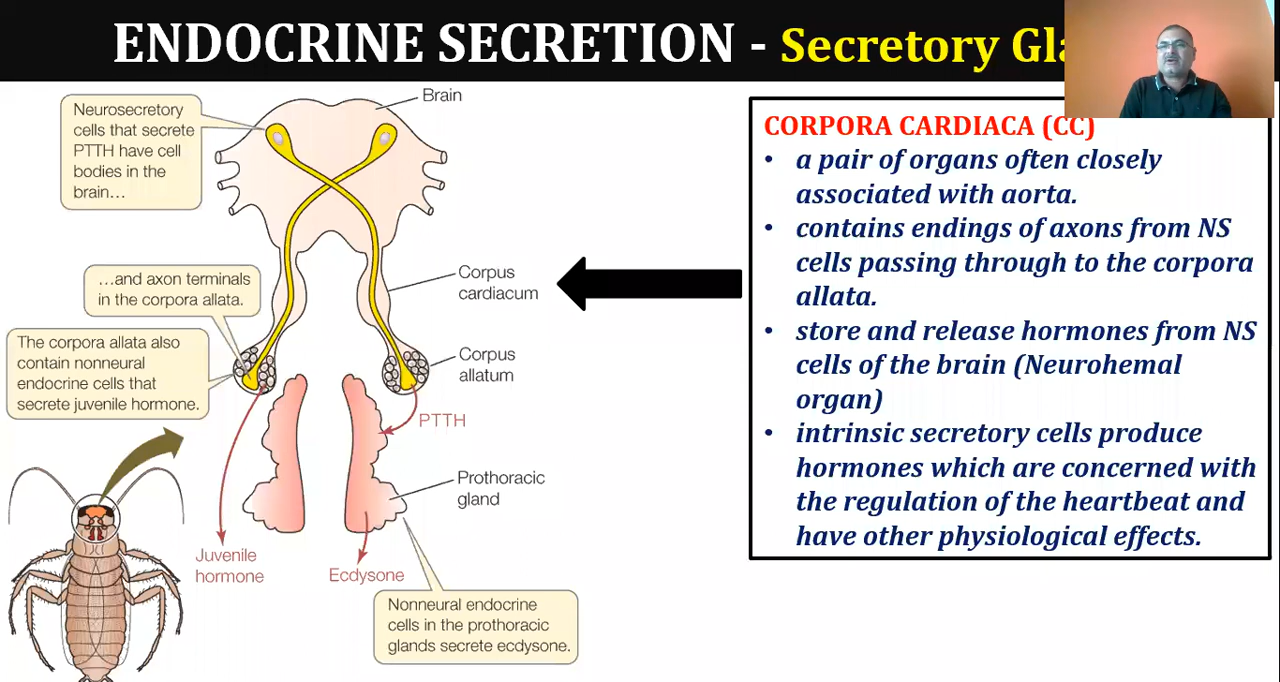 ENDOCRINE SECRETION - Secretory
Neurosecretory
cells that secrete
PTTH have cell
bodies in the
brain…
Brain
…and axon terminals
in the corpora allata.
Corpus
cardiacum
The corpora allata also
contain nonneural
endocrine cells that
secrete juvenile hormone.
Corpus
allatum
PTTH
Prothoracic
gland
Juvenile
hormone
Ecdysone
Nonneural endocrine
cells in the prothoracic
glands secrete ecdysone.
CORPORA CARDIACA (CC)
• a pair of organs often closely
associated with aorta.
• contains endings of axons from NS
cells passing through to the corpora
allata.
• store and release hormones from NS
cells of the brain (Neurohemal
organ)
• intrinsic secretory cells produce
hormones which are concerned with
the regulation of the heartbeat and
have other physiological effects.